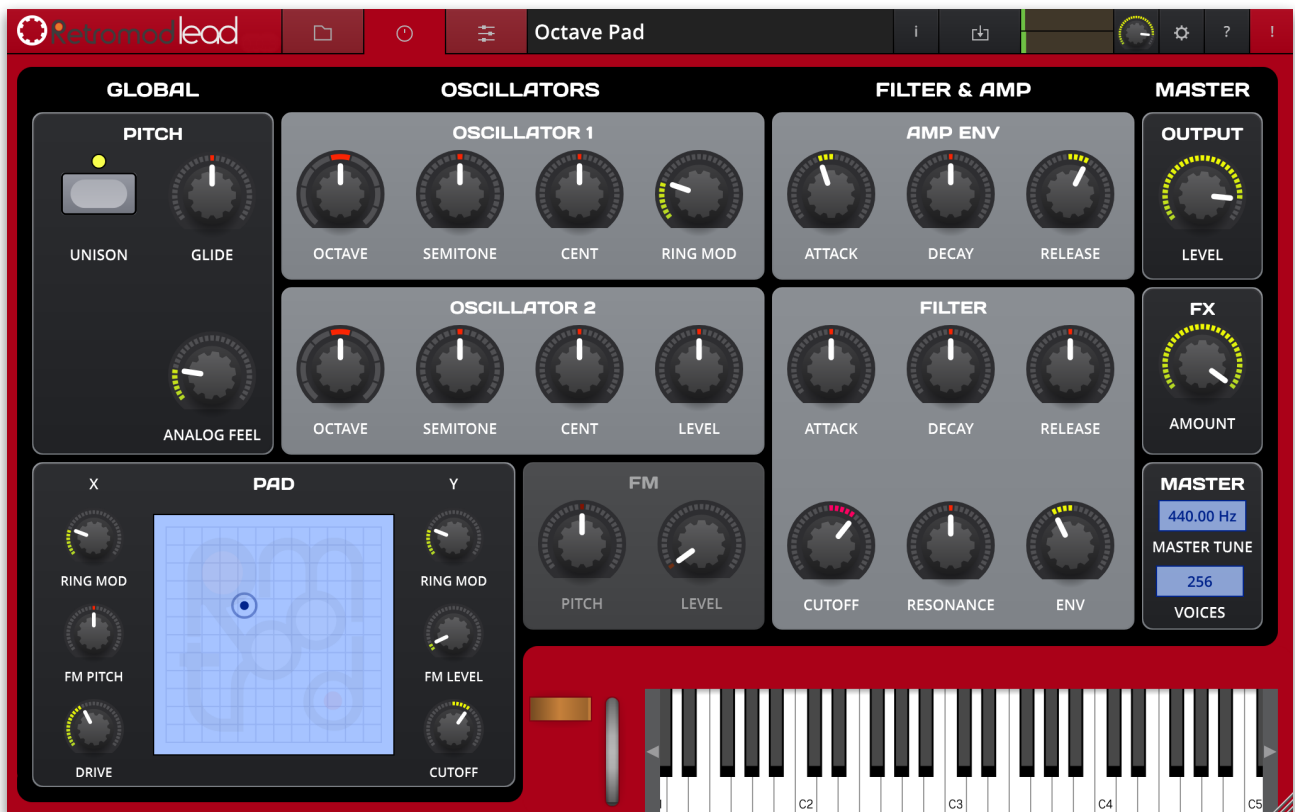 Retromod lead
Octave Pad
i
?
!
GLOBAL
OSCILLATORS
FILTER & AMP
MASTER
PITCH
UNISON
GLIDE
ANALOG FEEL
OSCILLATOR 1
OCTAVE
SEMITONE
CENT
RING MOD
AMP ENV
ATTACK
DECAY
RELEASE
OUTPUT
LEVEL
OSCILLATOR 2
OCTAVE
SEMITONE
CENT
LEVEL
FILTER
ATTACK
DECAY
RELEASE
CUTOFF
RESONANCE
ENV
FX
AMOUNT
X
PAD
Y
RING MOD
FM PITCH
DRIVE
RING MOD
FM LEVEL
CUTOFF
FM
PITCH
LEVEL
MASTER
440.00 Hz
MASTER TUNE
256
VOICES
C2
C3
C4
C5